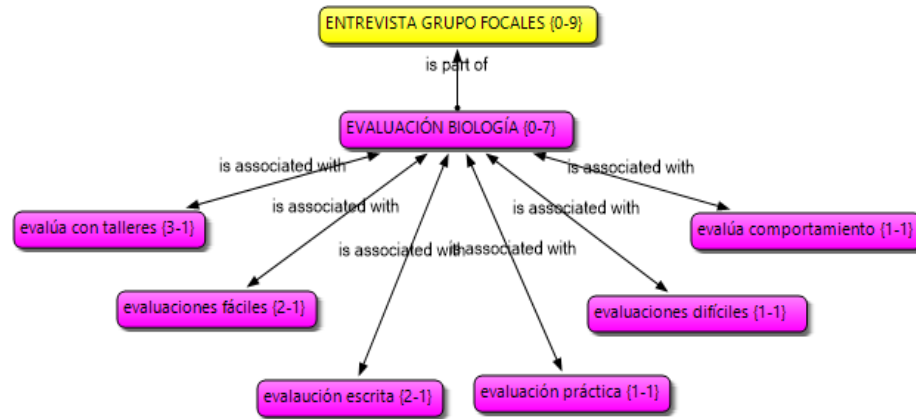 ENTREVISTA GRUPO FOCALES {0-9}
is part of
EVALUACIÓN BIOLOGÍA {0-7}
is associated with
is associated with
is associated with
is associated with
is associated with
is associated with
evalúa con talleres {3-1}
evalúa comportamiento {1-1}
evaluaciones fáciles {2-1}
evaluaciones difíciles {1-1}
evalaución escrita {2-1}
evaluación práctica {1-1}